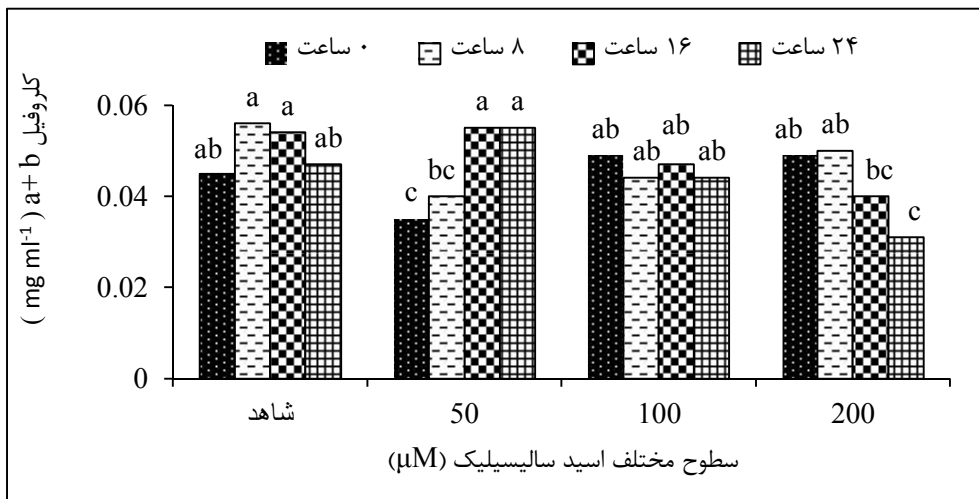 ۰ ساعت ۸ ساعت ۱۶ ساعت ۲۴ ساعت
کلروفیل a+ b
( mg ml-1 )
0.06
0.04
0.02
0
ab a a ab
c bc a a
ab ab ab ab
ab ab bc c
شاهد 50 100 200
سطوح مختلف اسید سالیسیلیک (µM)